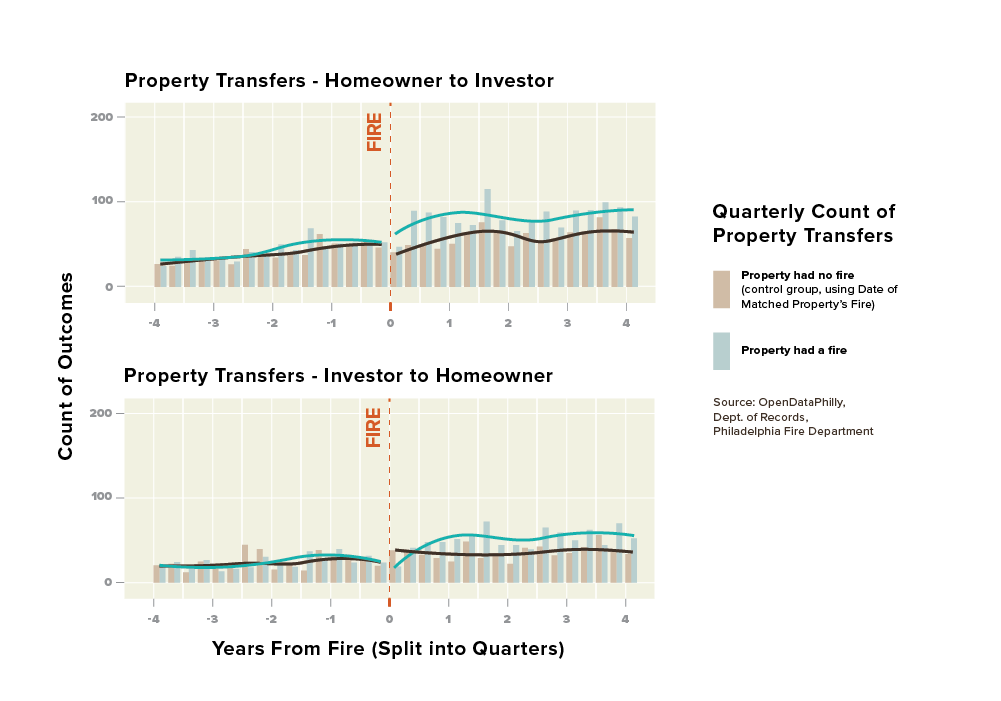 Property Transfers - Homeowner to Investor
200
100
0
FIRE
-4 -3 -2 -1 0 1 2 3 4
Property Transfers - Investor to Homeowner
200
100
0
FIRE
-4 -3 -2 -1 0 1 2 3 4
Count of Outcomes
Years From Fire (Split into Quarters)
Quarterly Count of
Property Transfers
Property had no fire
(control group, using Date of
Matched Property's Fire)
Property had a fire
Source: OpenDataPhilly,
Dept. of Records,
Philadelphia Fire Department